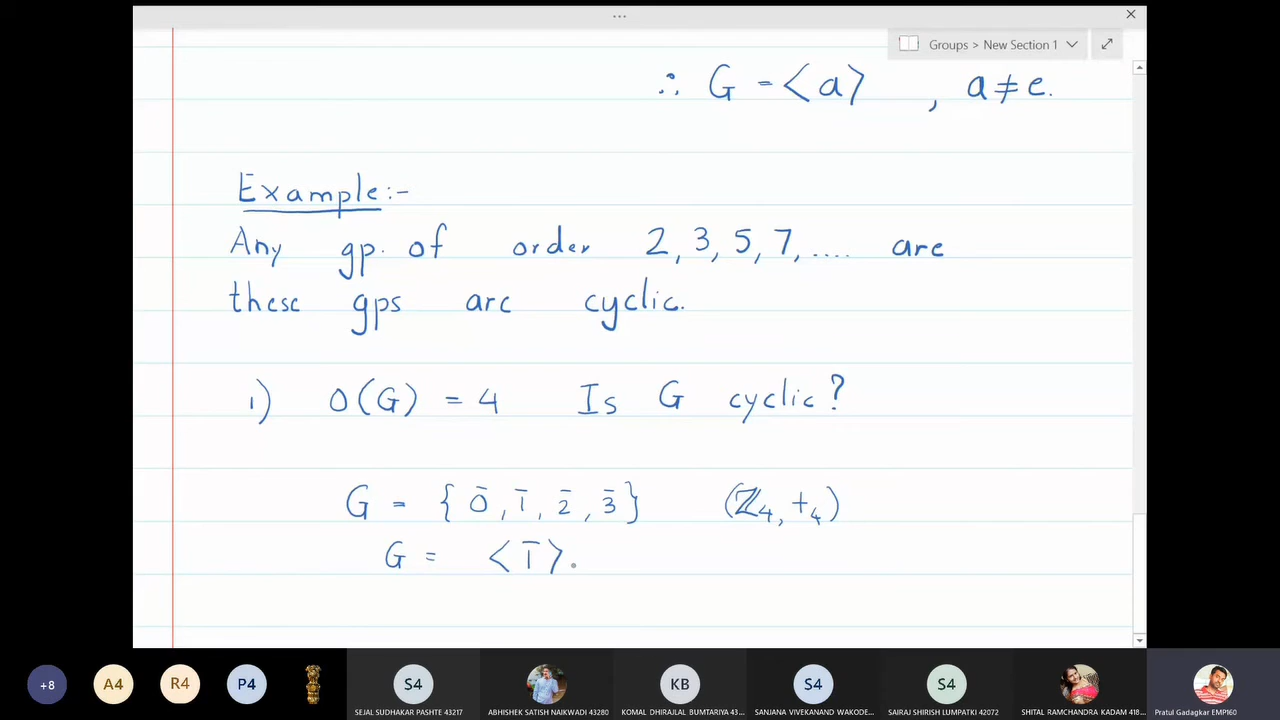 ...
Groups > New Section 1
∴ G = <a> , a ≠ e.
Example:-
Any gp. of order 2, 3, 5, 7, .... are
these gps are cyclic.
1) O(G) = 4 Is G cyclic?
G = { 0̄, 1̄, 2̄, 3̄ } (ℤ₄, +₄)
G = <1̄>.
+8
A4
R4
P4
S4
KB
S4
S4
SEJAL SUDHAKAR PASHTE 43217
ABHISHEK SATISH NAIKWADI 43280
KOMAL DHIRAJLAL BUMTARIYA 43...
SANJANA VIVEKANAND WAKODE...
SAIRAJ SHIRISH LUMPATKI 42072
SHITAL RAMCHANDRA KADAM 418...
Pratul Gadagkar EMP160